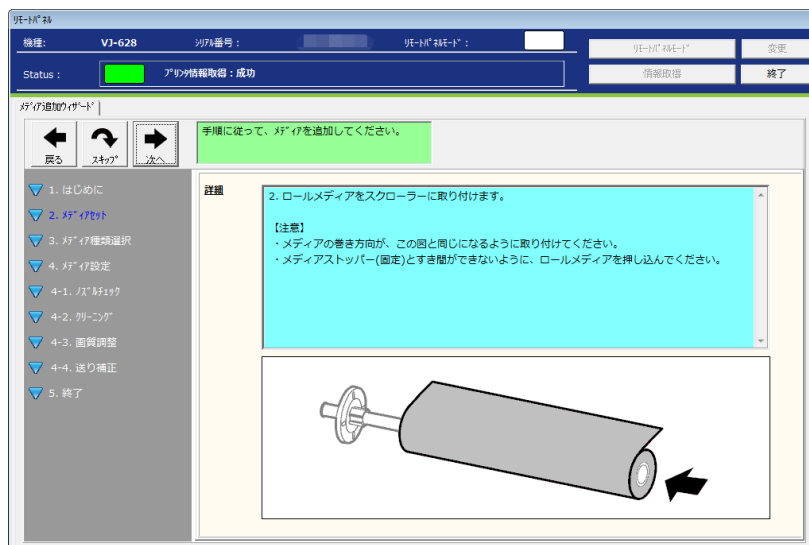 ﾘﾓｰﾄﾊﾟﾈﾙ
機種: VJ-628 ｼﾘｱﾙ番号： ﾘﾓｰﾄﾊﾟﾈﾙﾓｰﾄﾞ： ﾘﾓｰﾄﾊﾟﾈﾙﾓｰﾄﾞ 変更
Status： ﾌﾟﾘﾝﾀ情報取得：成功 情報取得 終了
ﾒﾃﾞｨｱ追加ｳｨｻﾞｰﾄﾞ
戻る ｽｷｯﾌﾟ 次へ
手順に従って、ﾒﾃﾞｨｱを追加してください。
1. はじめに
2. ﾒﾃﾞｨｱｾｯﾄ
3. ﾒﾃﾞｨｱ種類選択
4. ﾒﾃﾞｨｱ設定
4-1. ﾉｽﾞﾙﾁｪｯｸ
4-2. ｸﾘｰﾆﾝｸﾞ
4-3. 画質調整
4-4. 送り補正
5. 終了
詳細
2. ロールメディアをスクローラーに取り付けます。
【注意】
・メディアの巻き方向が、この図と同じになるように取り付けてください。
・メディアストッパー(固定)とすき間ができないように、ロールメディアを押し込んでください。